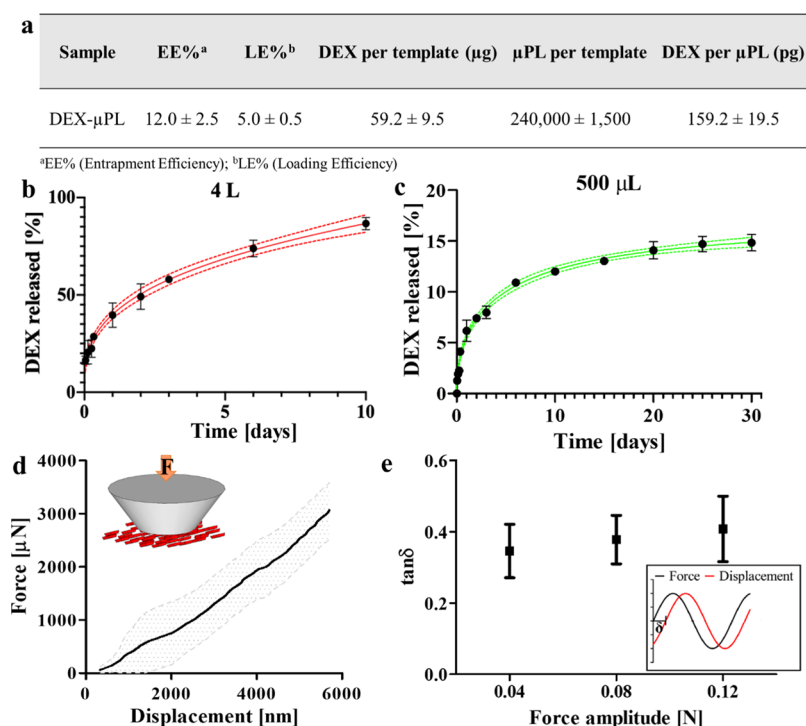 a
Sample EE%ᵃ LE%ᵇ DEX per template (µg) µPL per template DEX per µPL (pg)
DEX-µPL 12.0 ± 2.5 5.0 ± 0.5 59.2 ± 9.5 240,000 ± 1,500 159.2 ± 19.5
ᵃEE% (Entrapment Efficiency); ᵇLE% (Loading Efficiency)
b
4 L
DEX released [%]
100
50
0
0 5 10
Time [days]
c
500 µL
DEX released [%]
20
15
10
5
0
0 10 20 30
Time [days]
d
F
Force [µN]
4000
3000
2000
1000
0
0 2000 4000 6000
Displacement [nm]
e
tanδ
0.6
0.4
0.2
0.0
Force Displacement
δ
0.04 0.08 0.12
Force amplitude [N]